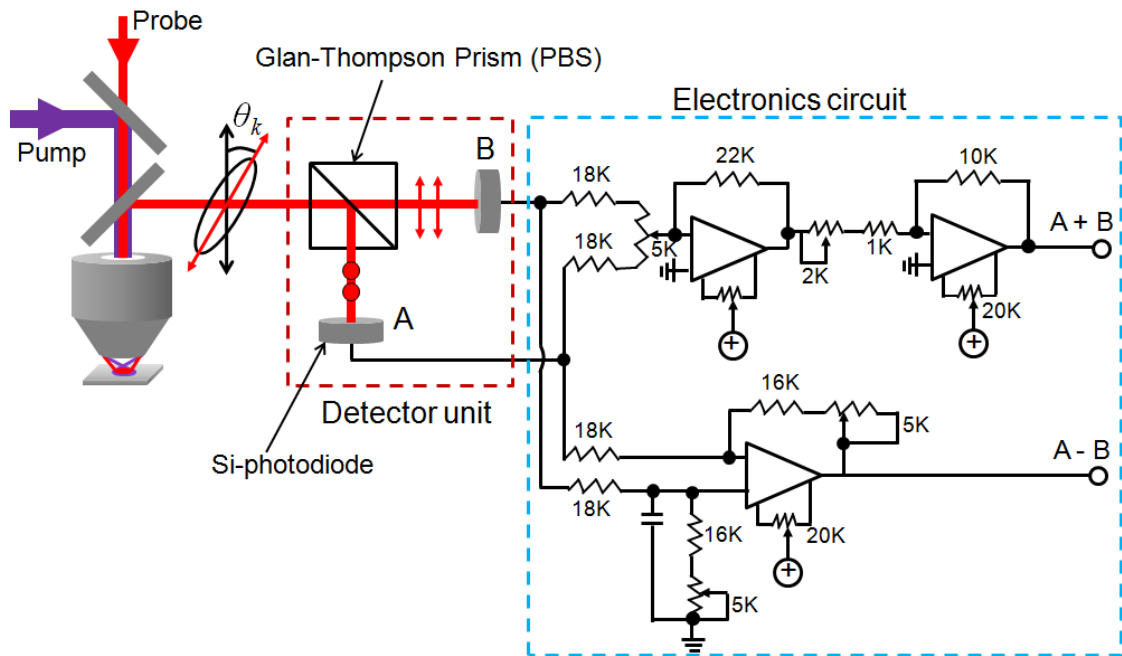 Probe
Glan-Thompson Prism (PBS)
Pump
θk
B
A
Detector unit
Si-photodiode
Electronics circuit
18K
18K
5K
22K
2K
1K
10K
20K
A + B
18K
18K
16K
5K
16K
5K
20K
A - B